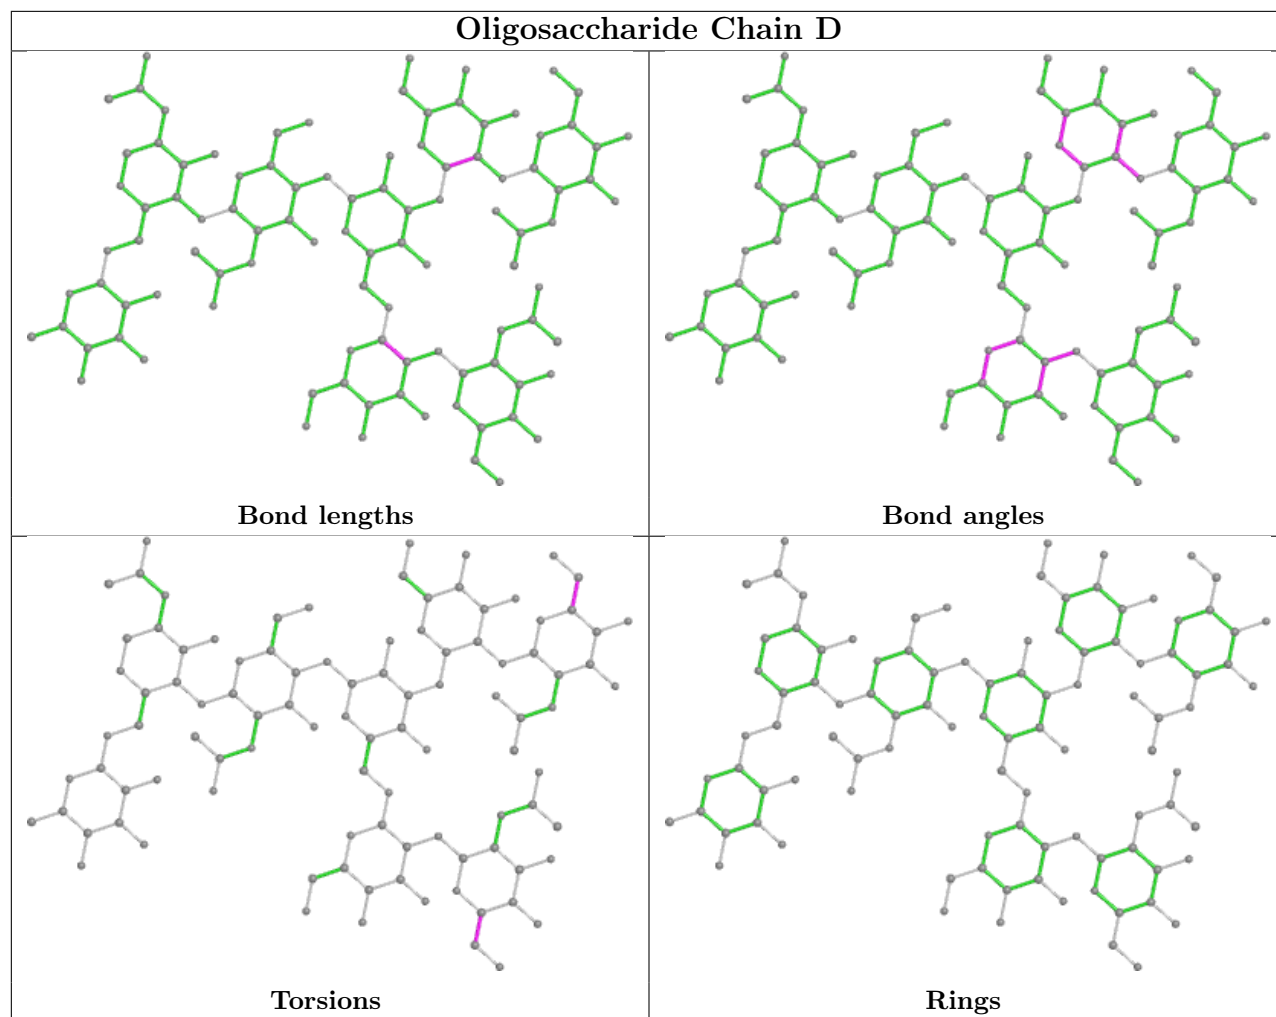 Oligosaccharide Chain D
Bond lengths
Bond angles
Torsions
Rings